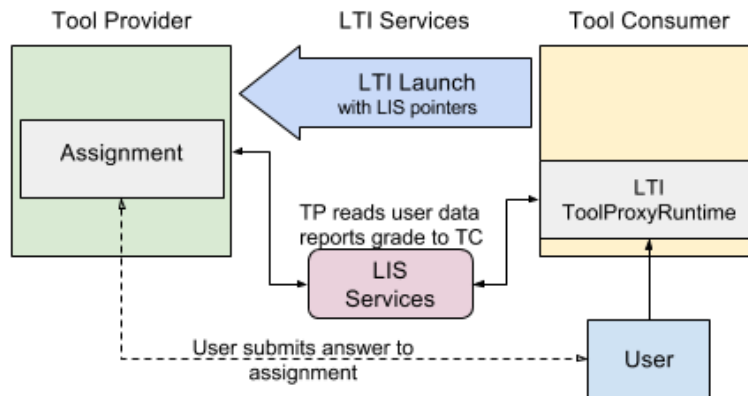 Tool Provider
LTI Services
Tool Consumer
LTI Launch
with LIS pointers
Assignment
LTI
ToolProxyRuntime
TP reads user data
reports grade to TC
LIS
Services
User submits answer to
assignment
User